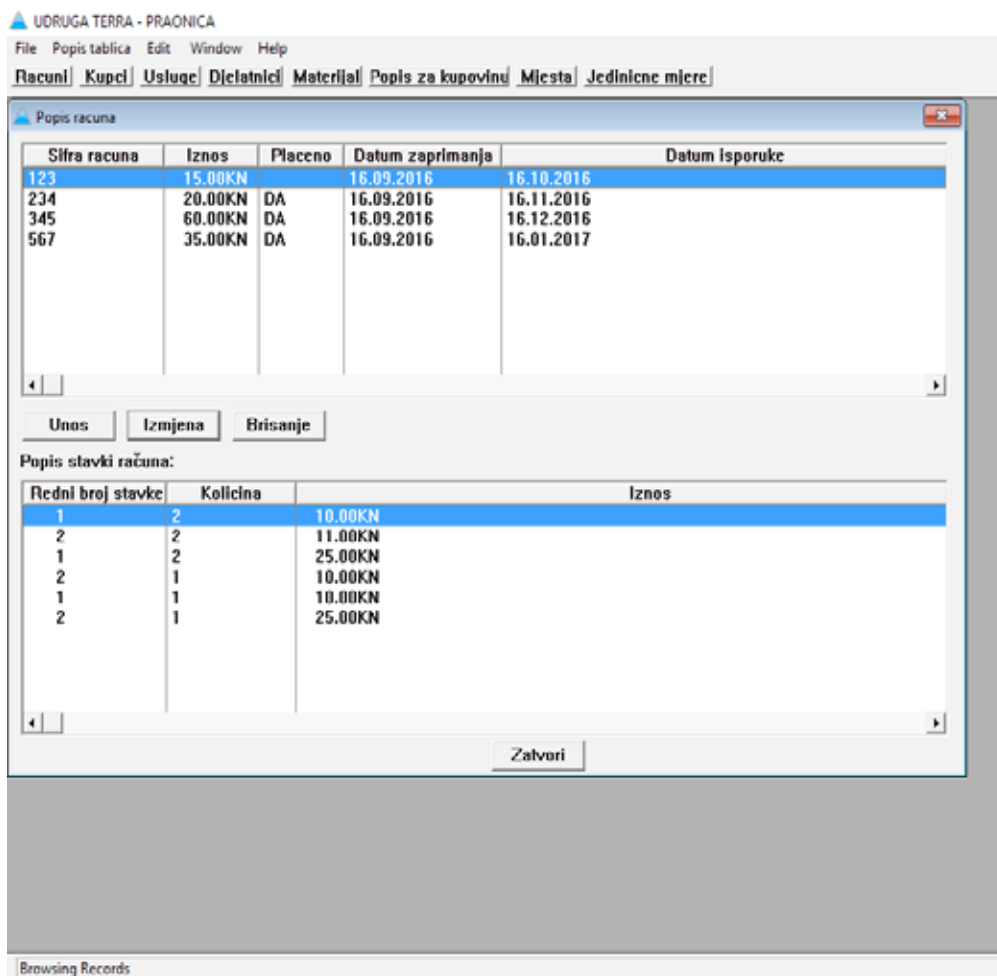 UDRUGA TERRA - PRAONICA
File Popis tablica Edit Window Help
Racuni Kupci Usluge Djelatnici Materijal Popis za kupovinu Mjesta Jedinicne mjere
Popis racuna
Sifra racuna Iznos Placeno Datum zaprimanja Datum isporuke
123 15.00KN 16.09.2016 16.10.2016
234 20.00KN DA 16.09.2016 16.11.2016
345 60.00KN DA 16.09.2016 16.12.2016
567 35.00KN DA 16.09.2016 16.01.2017
Unos Izmjena Brisanje
Popis stavki računa:
Redni broj stavke Kolicina Iznos
1 2 10.00KN
2 2 11.00KN
1 2 25.00KN
2 1 10.00KN
1 1 10.00KN
2 1 25.00KN
Zatvori
Browsing Records